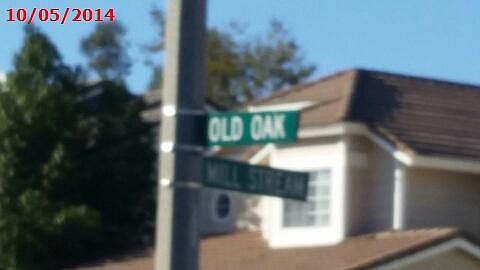 10/05/2014
OLD OAK
MILL STREAM